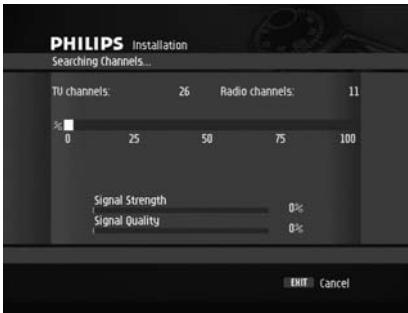 PHILIPS Installation
Searching Channels...
TV channels: 26 Radio channels: 11
%
0 25 50 75 100
Signal Strength 0%
Signal Quality 0%
EXIT Cancel